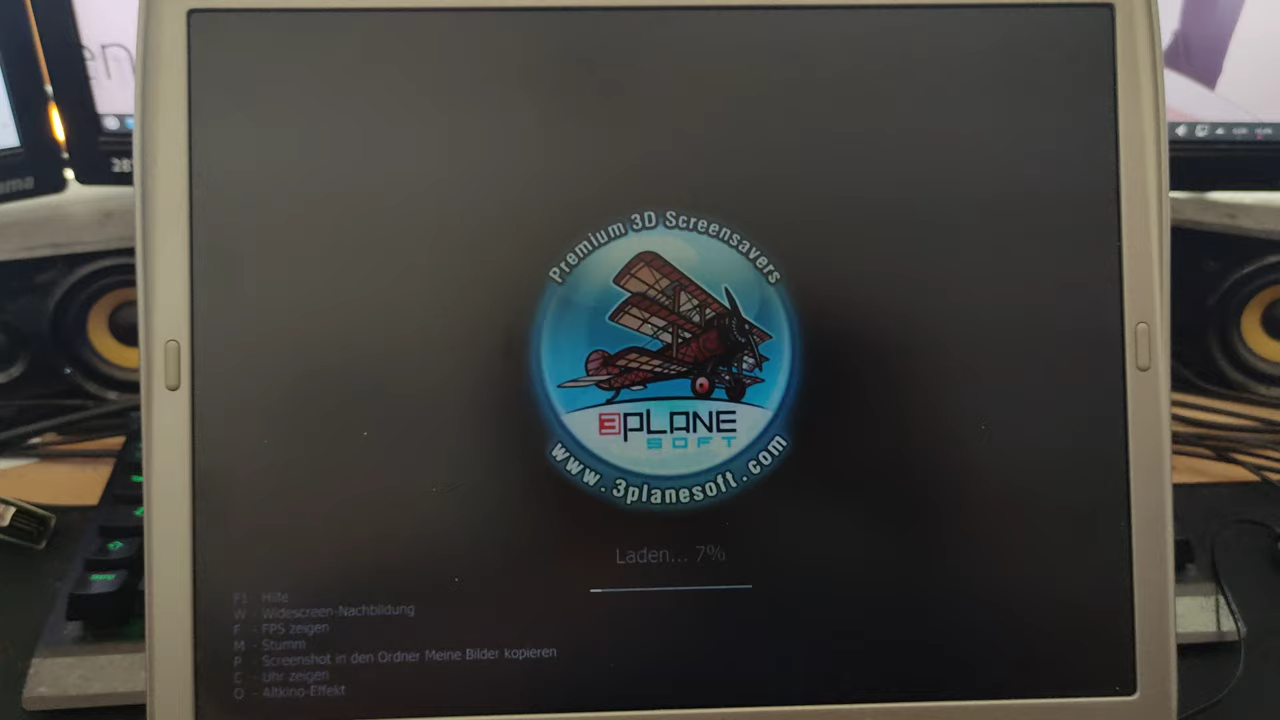 Premium 3D Screensavers
3PLANE
SOFT
www.3planesoft.com
Laden... 7%
F1 - Hilfe
W - Widescreen-Nachbildung
F - FPS zeigen
M - Stumm
P - Screenshot in den Ordner Meine Bilder kopieren
C - Uhr zeigen
O - Altkino-Effekt